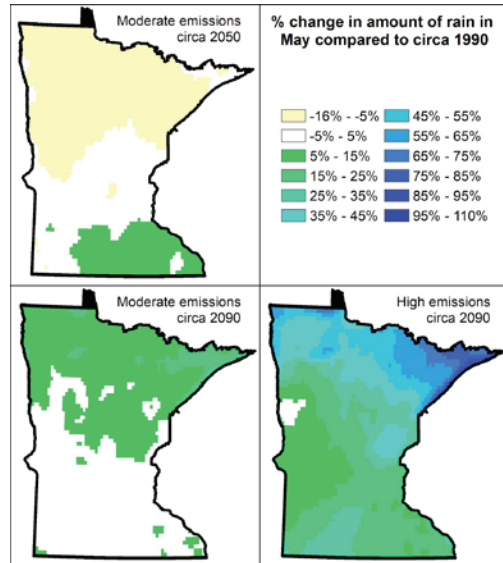 Moderate emissions
circa 2050
% change in amount of rain in
May compared to circa 1990
-16% - -5%
-5% - 5%
5% - 15%
15% - 25%
25% - 35%
35% - 45%
45% - 55%
55% - 65%
65% - 75%
75% - 85%
85% - 95%
95% - 110%
Moderate emissions
circa 2090
High emissions
circa 2090